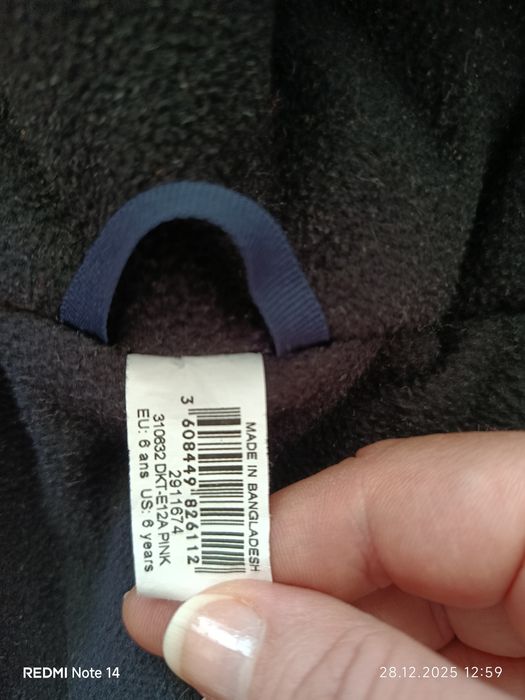 MADE IN BANGLADESH
3 608449 826112
2911674
310632 DKT-E12A PINK
EU: 6 ans US: 6 years
REDMI Note 14
28.12.2025 12:59